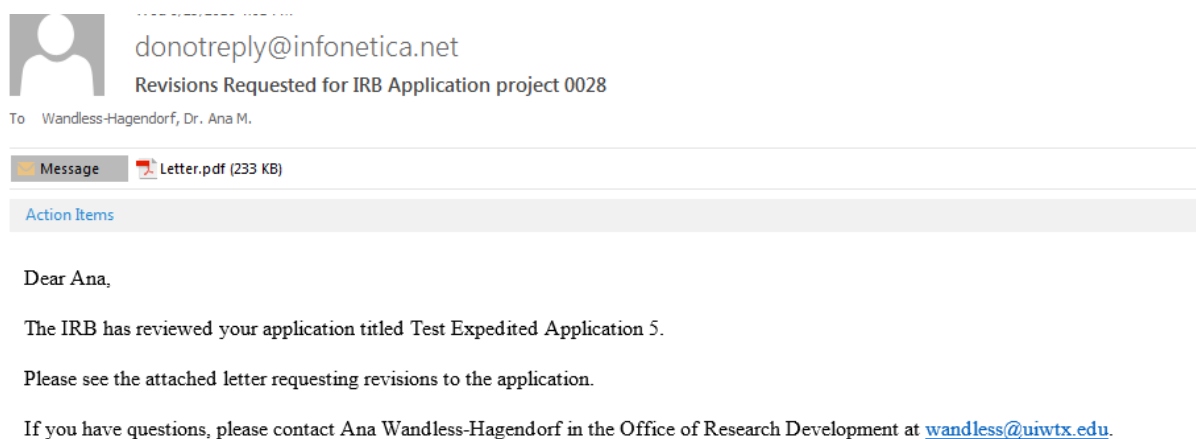 donotreply@infonetica.net
Revisions Requested for IRB Application project 0028
To Wandless-Hagendorf, Dr. Ana M.
Message Letter.pdf (233 KB)
Action Items
Dear Ana,
The IRB has reviewed your application titled Test Expedited Application 5.
Please see the attached letter requesting revisions to the application.
If you have questions, please contact Ana Wandless-Hagendorf in the Office of Research Development at wandless@uiwtx.edu.